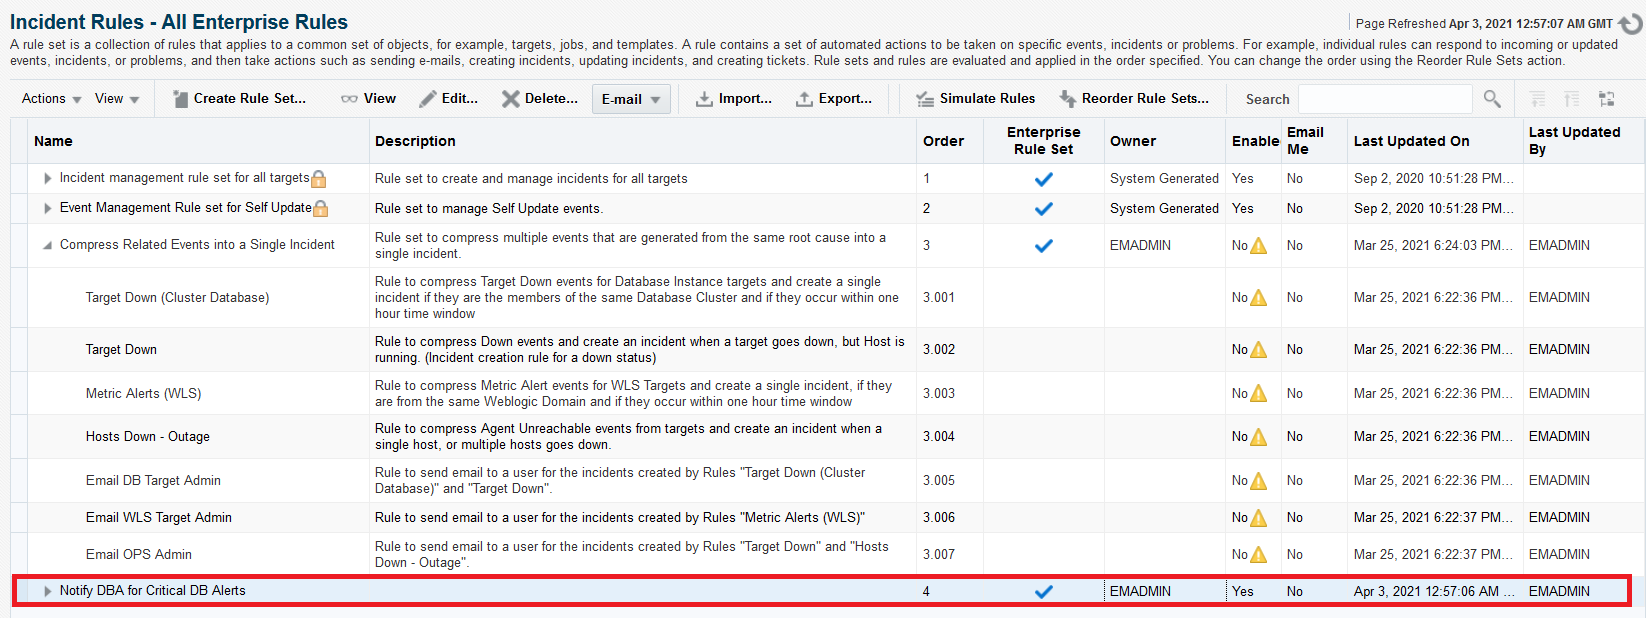 Incident Rules - All Enterprise Rules
Page Refreshed Apr 3, 2021 12:57:07 AM GMT
A rule set is a collection of rules that applies to a common set of objects, for example, targets, jobs, and templates. A rule contains a set of automated actions to be taken on specific events, incidents or problems. For example, individual rules can respond to incoming or updated
events, incidents, or problems, and then take actions such as sending e-mails, creating incidents, updating incidents, and creating tickets. Rule sets and rules are evaluated and applied in the order specified. You can change the order using the Reorder Rule Sets action.
Actions View Create Rule Set... View Edit... Delete... E-mail Import... Export... Simulate Rules Reorder Rule Sets... Search
Name Description Order Enterprise Rule Set Owner Enable Email Me Last Updated On Last Updated By
Incident management rule set for all targets Rule set to create and manage incidents for all targets 1 System Generated Yes No Sep 2, 2020 10:51:28 PM...
Event Management Rule set for Self Update Rule set to manage Self Update events. 2 System Generated Yes No Sep 2, 2020 10:51:28 PM...
Compress Related Events into a Single Incident Rule set to compress multiple events that are generated from the same root cause into a
single incident. 3 EMADMIN No No Mar 25, 2021 6:24:03 PM... EMADMIN
Target Down (Cluster Database) Rule to compress Target Down events for Database Instance targets and create a single
incident if they are the members of the same Database Cluster and if they occur within one
hour time window 3.001 No No Mar 25, 2021 6:22:36 PM... EMADMIN
Target Down Rule to compress Down events and create an incident when a target goes down, but Host is
running. (Incident creation rule for a down status) 3.002 No No Mar 25, 2021 6:22:36 PM... EMADMIN
Metric Alerts (WLS) Rule to compress Metric Alert events for WLS Targets and create a single incident, if they
are from the same Weblogic Domain and if they occur within one hour time window 3.003 No No Mar 25, 2021 6:22:36 PM... EMADMIN
Hosts Down - Outage Rule to compress Agent Unreachable events from targets and create an incident when a
single host, or multiple hosts goes down. 3.004 No No Mar 25, 2021 6:22:36 PM... EMADMIN
Email DB Target Admin Rule to send email to a user for the incidents created by Rules "Target Down (Cluster
Database)" and "Target Down". 3.005 No No Mar 25, 2021 6:22:36 PM... EMADMIN
Email WLS Target Admin Rule to send email to a user for the incidents created by Rules "Metric Alerts (WLS)" 3.006 No No Mar 25, 2021 6:22:37 PM... EMADMIN
Email OPS Admin Rule to send email to a user for the incidents created by Rules "Target Down" and "Hosts
Down - Outage". 3.007 No No Mar 25, 2021 6:22:37 PM... EMADMIN
Notify DBA for Critical DB Alerts 4 EMADMIN Yes No Apr 3, 2021 12:57:06 AM ... EMADMIN